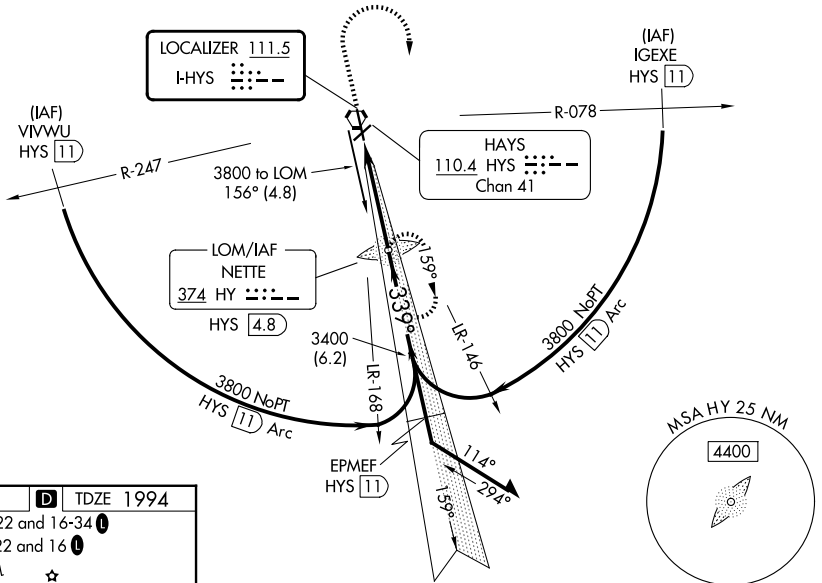 LOCALIZER 111.5
I-HYS
(IAF)
IGEXE
HYS 11
(IAF)
VIVWU
HYS 11
R-078
R-247
HAYS
110.4 HYS
Chan 41
3800 to LOM
156° (4.8)
LOM/IAF
NETTE
374 HY
HYS 4.8
159°
339°
3400
(6.2)
LR-146
LR-168
3800 NoPT
HYS 11 Arc
3800 NoPT
HYS 11 Arc
EPMEF
HYS 11
114°
294°
159°
MSA HY 25 NM
4400
D TDZE 1994
22 and 16-34 L
22 and 16 L